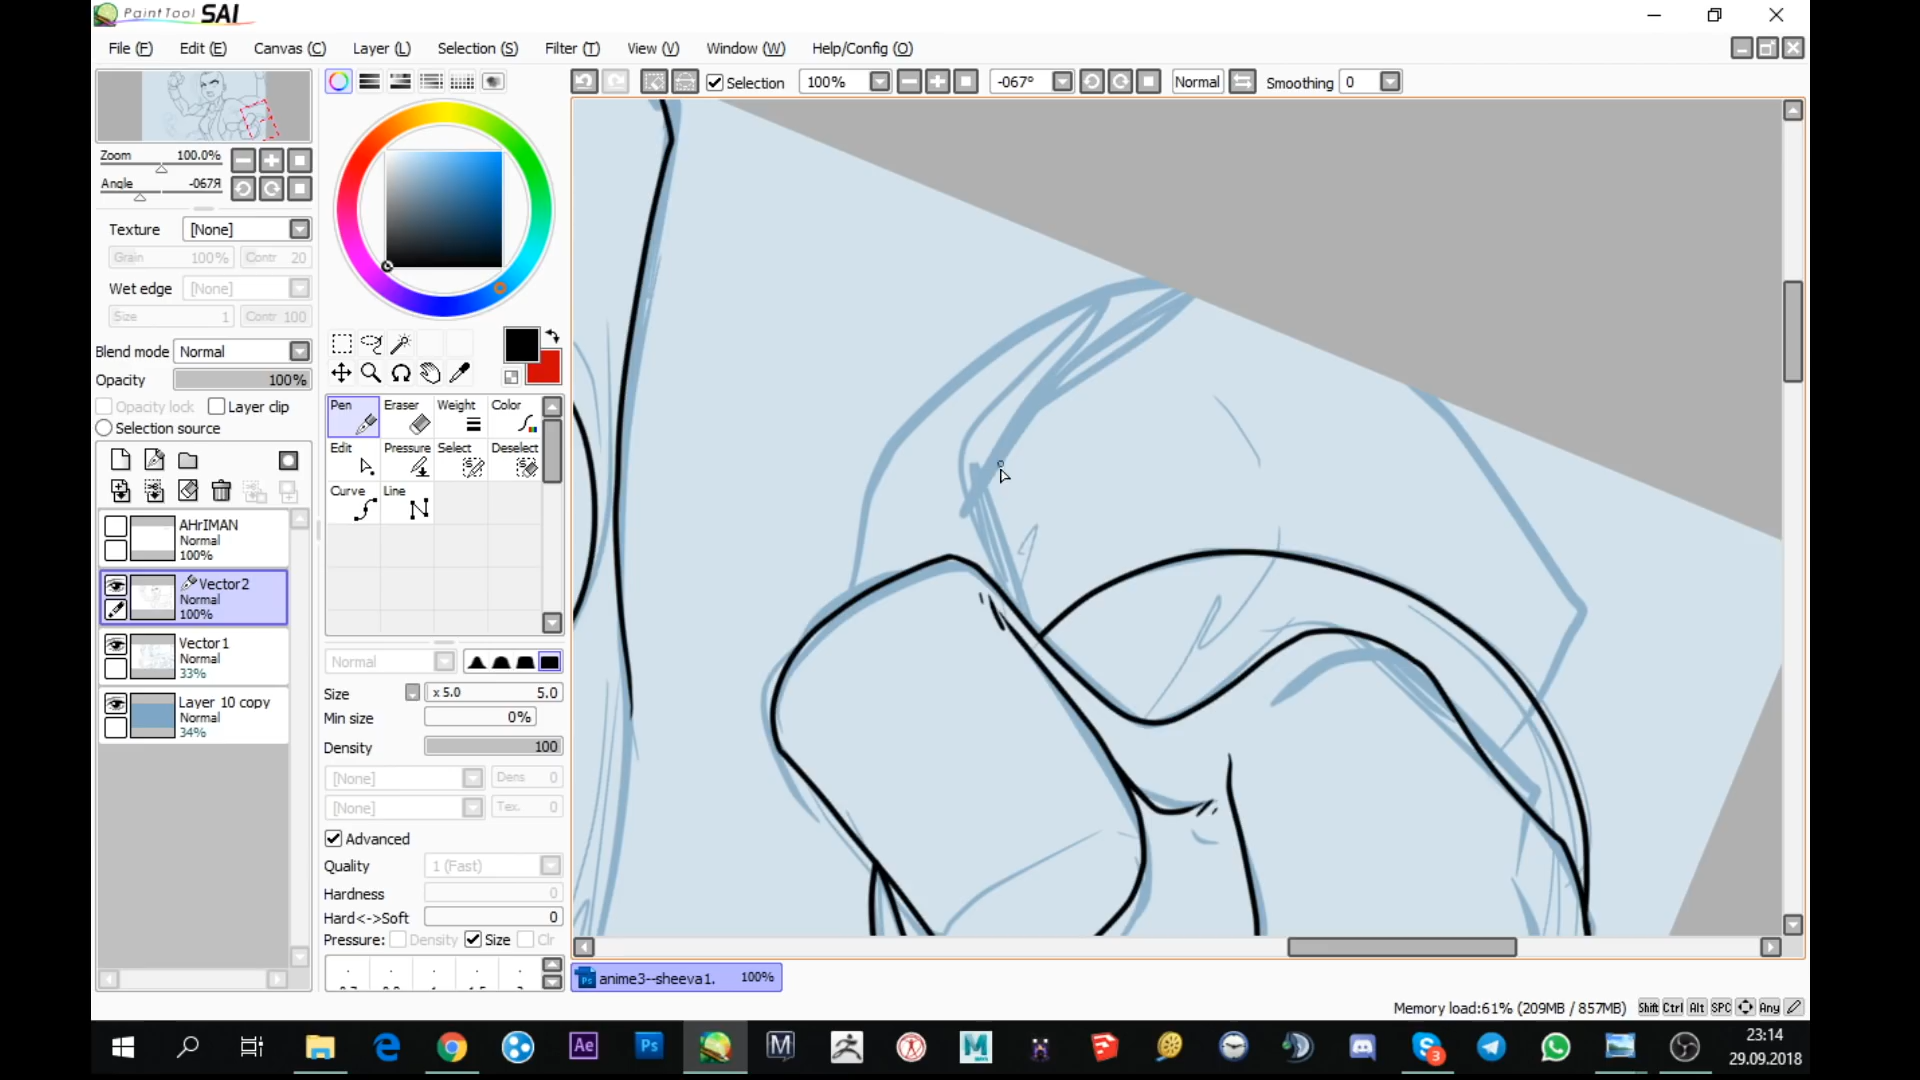 PaintTool SAI
File (F) Edit (E) Canvas (C) Layer (L) Selection (S) Filter (T) View (V) Window (W) Help/Config (O)
Selection 100% -067° Normal Smoothing 0
Zoom 100.0%
Angle -067Я
Texture [None]
Grain 100% Contr 20
Wet edge [None]
Size 1 Contr 100
Blend mode Normal
Opacity 100%
Opacity lock Layer clip
Selection source
AHrIMAN
Normal
100%
Vector2
Normal
100%
Vector1
Normal
33%
Layer 10 copy
Normal
34%
Pen Eraser Weight Color
Edit Pressure Select Deselect
Curve Line
Normal
Size x 5.0 5.0
Min size 0%
Density 100
[None] Dens 0
[None] Tex. 0
Advanced
Quality 1 (Fast)
Hardness 0
Hard<->Soft 0
Pressure: Density Size Clr
anime3--sheeva1. 100%
Memory load:61% (209MB / 857MB) Shift Ctrl Alt SPC Any
Ae Ps M M 3
23:14
29.09.2018